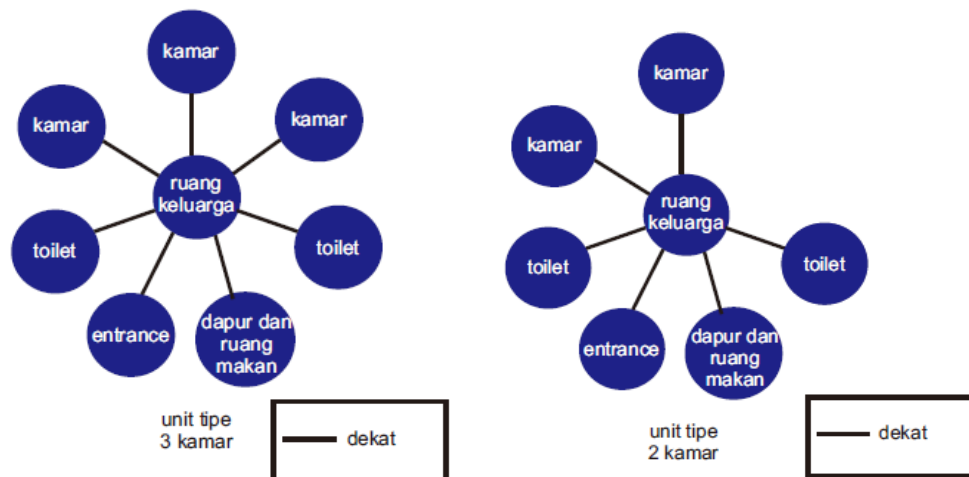 kamar
kamar
kamar
ruang
keluarga
toilet
toilet
entrance
dapur dan
ruang
makan
unit tipe
3 kamar
dekat
kamar
kamar
ruang
keluarga
toilet
toilet
entrance
dapur dan
ruang
makan
unit tipe
2 kamar
dekat